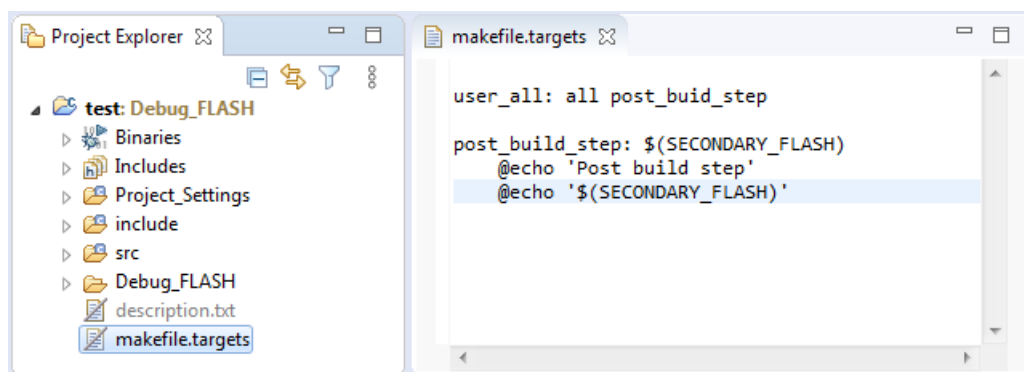 Project Explorer
test: Debug_FLASH
Binaries
Includes
Project_Settings
include
src
Debug_FLASH
description.txt
makefile.targets
makefile.targets
user_all: all post_buid_step
post_build_step: $(SECONDARY_FLASH)
@echo 'Post build step'
@echo '$(SECONDARY_FLASH)'